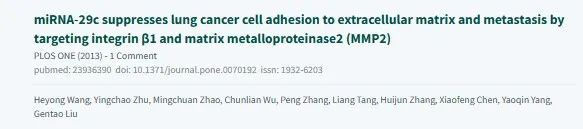 miRNA-29c suppresses lung cancer cell adhesion to extracellular matrix and metastasis by
targeting integrin β1 and matrix metalloproteinase2 (MMP2)
PLOS ONE (2013) - 1 Comment
pubmed: 23936390 doi: 10.1371/journal.pone.0070192 issn: 1932-6203
Heyong Wang, Yingchao Zhu, Mingchuan Zhao, Chunlian Wu, Peng Zhang, Liang Tang, Huijun Zhang, Xiaofeng Chen, Yaoqin Yang,
Gentao Liu